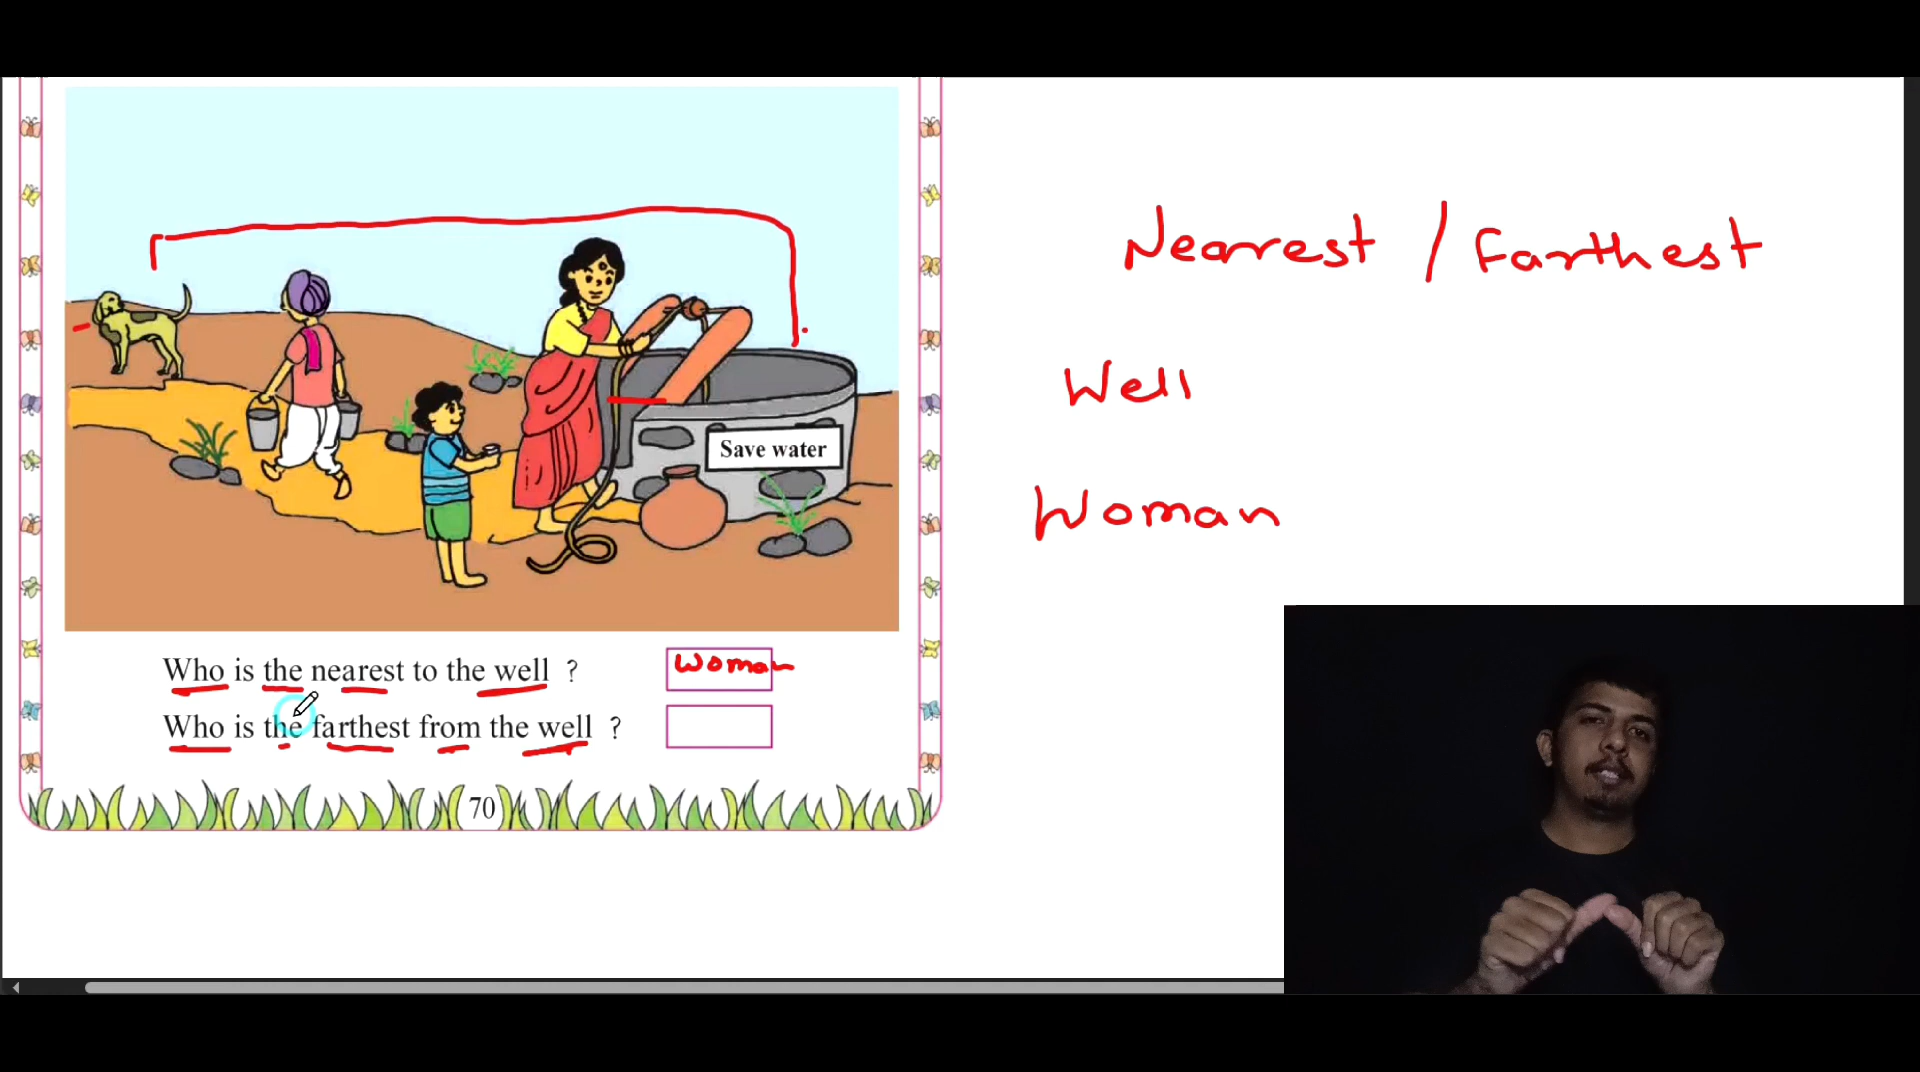 Nearest / Farthest
Well
Woman
Save water
Who is the nearest to the well ?
woman
Who is the farthest from the well ?
70